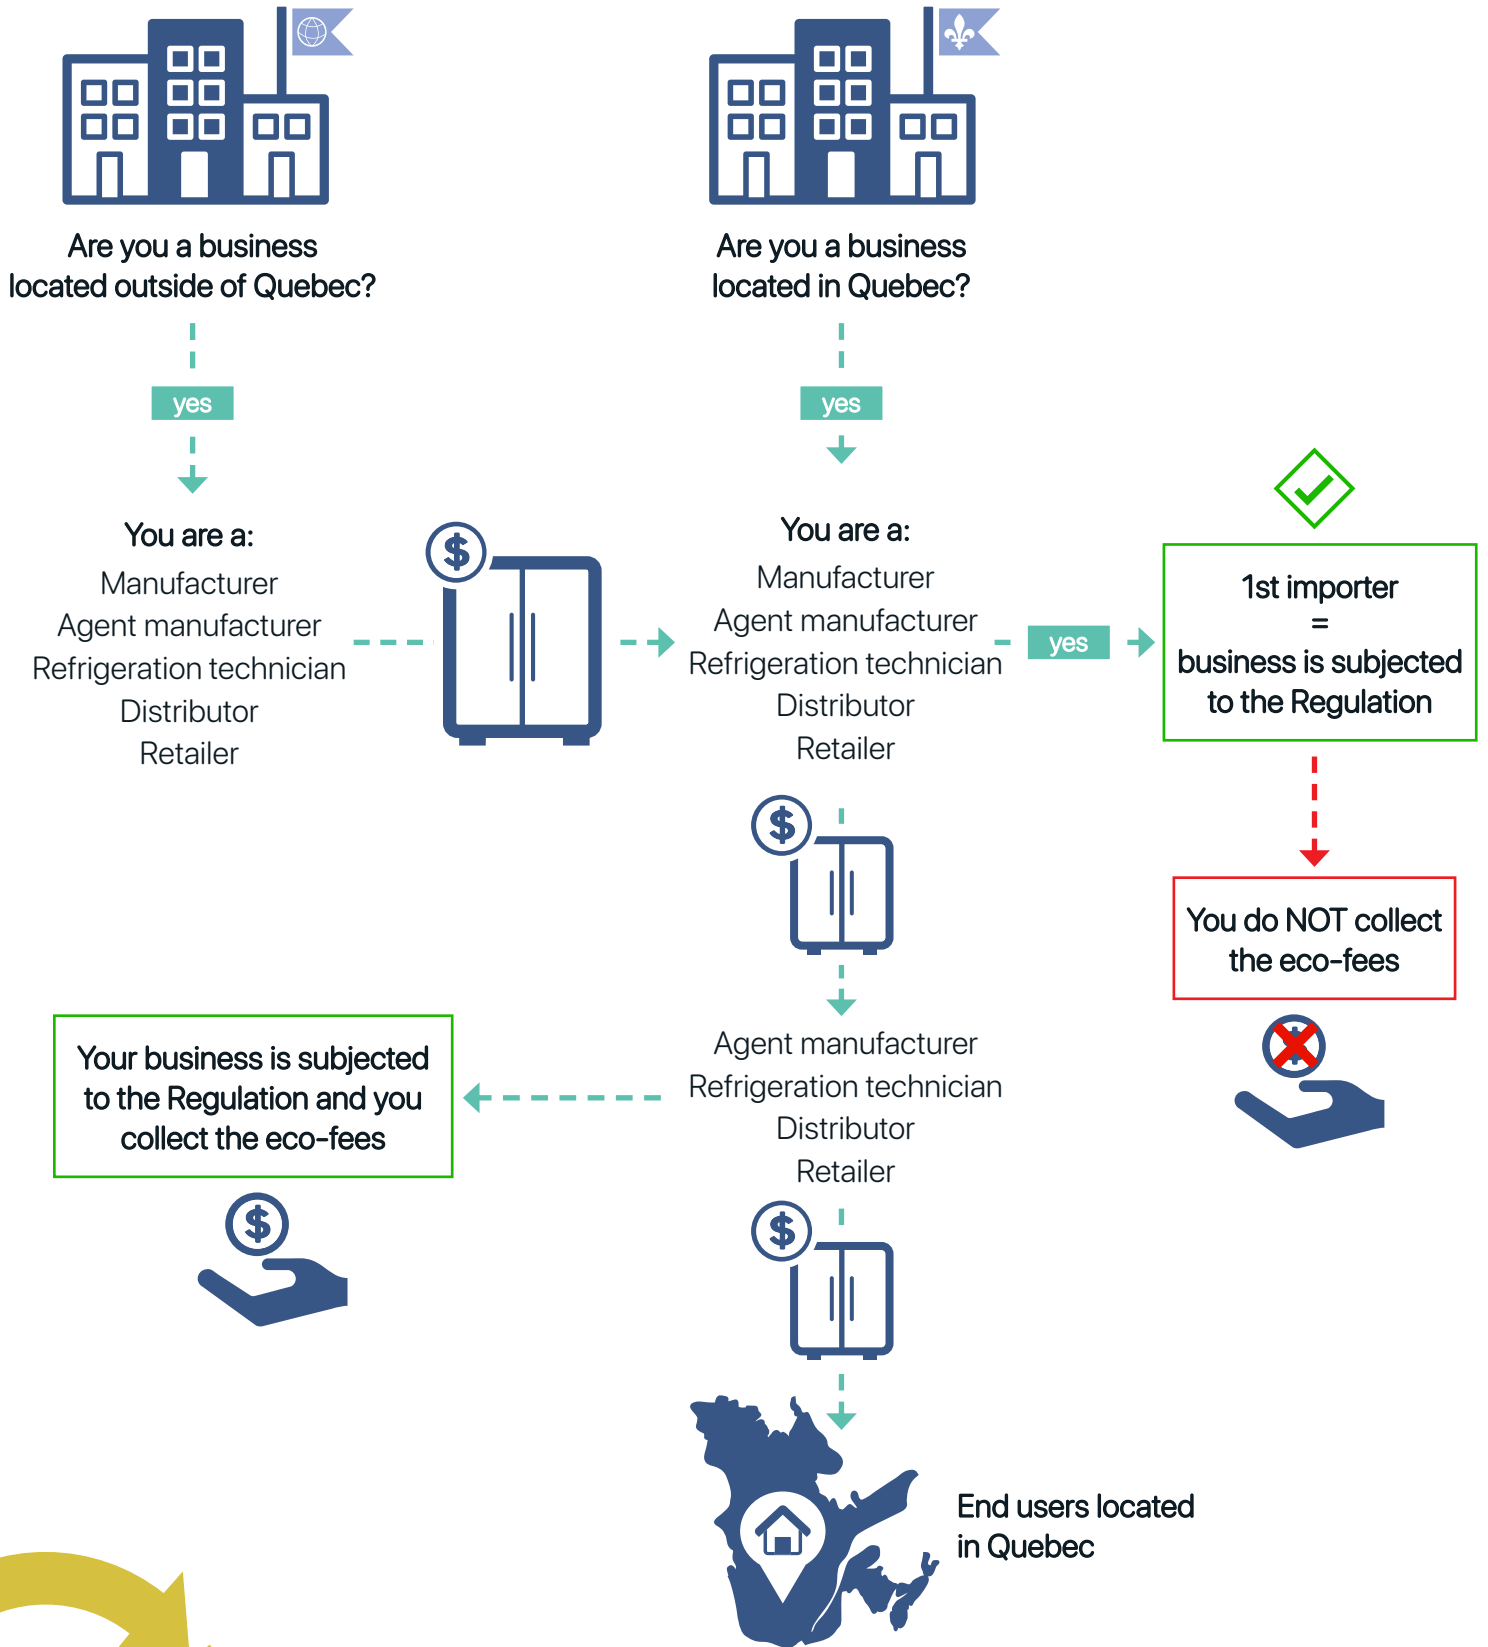 Are you a business
located outside of Quebec?
Are you a business
located in Quebec?
yes
yes
You are a:
Manufacturer
Agent manufacturer
Refrigeration technician
Distributor
Retailer
$
You are a:
Manufacturer
Agent manufacturer
Refrigeration technician
Distributor
Retailer
yes
1st importer
=
business is subjected
to the Regulation
$
You do NOT collect
the eco-fees
Agent manufacturer
Refrigeration technician
Distributor
Retailer
Your business is subjected
to the Regulation and you
collect the eco-fees
$
$
End users located
in Quebec